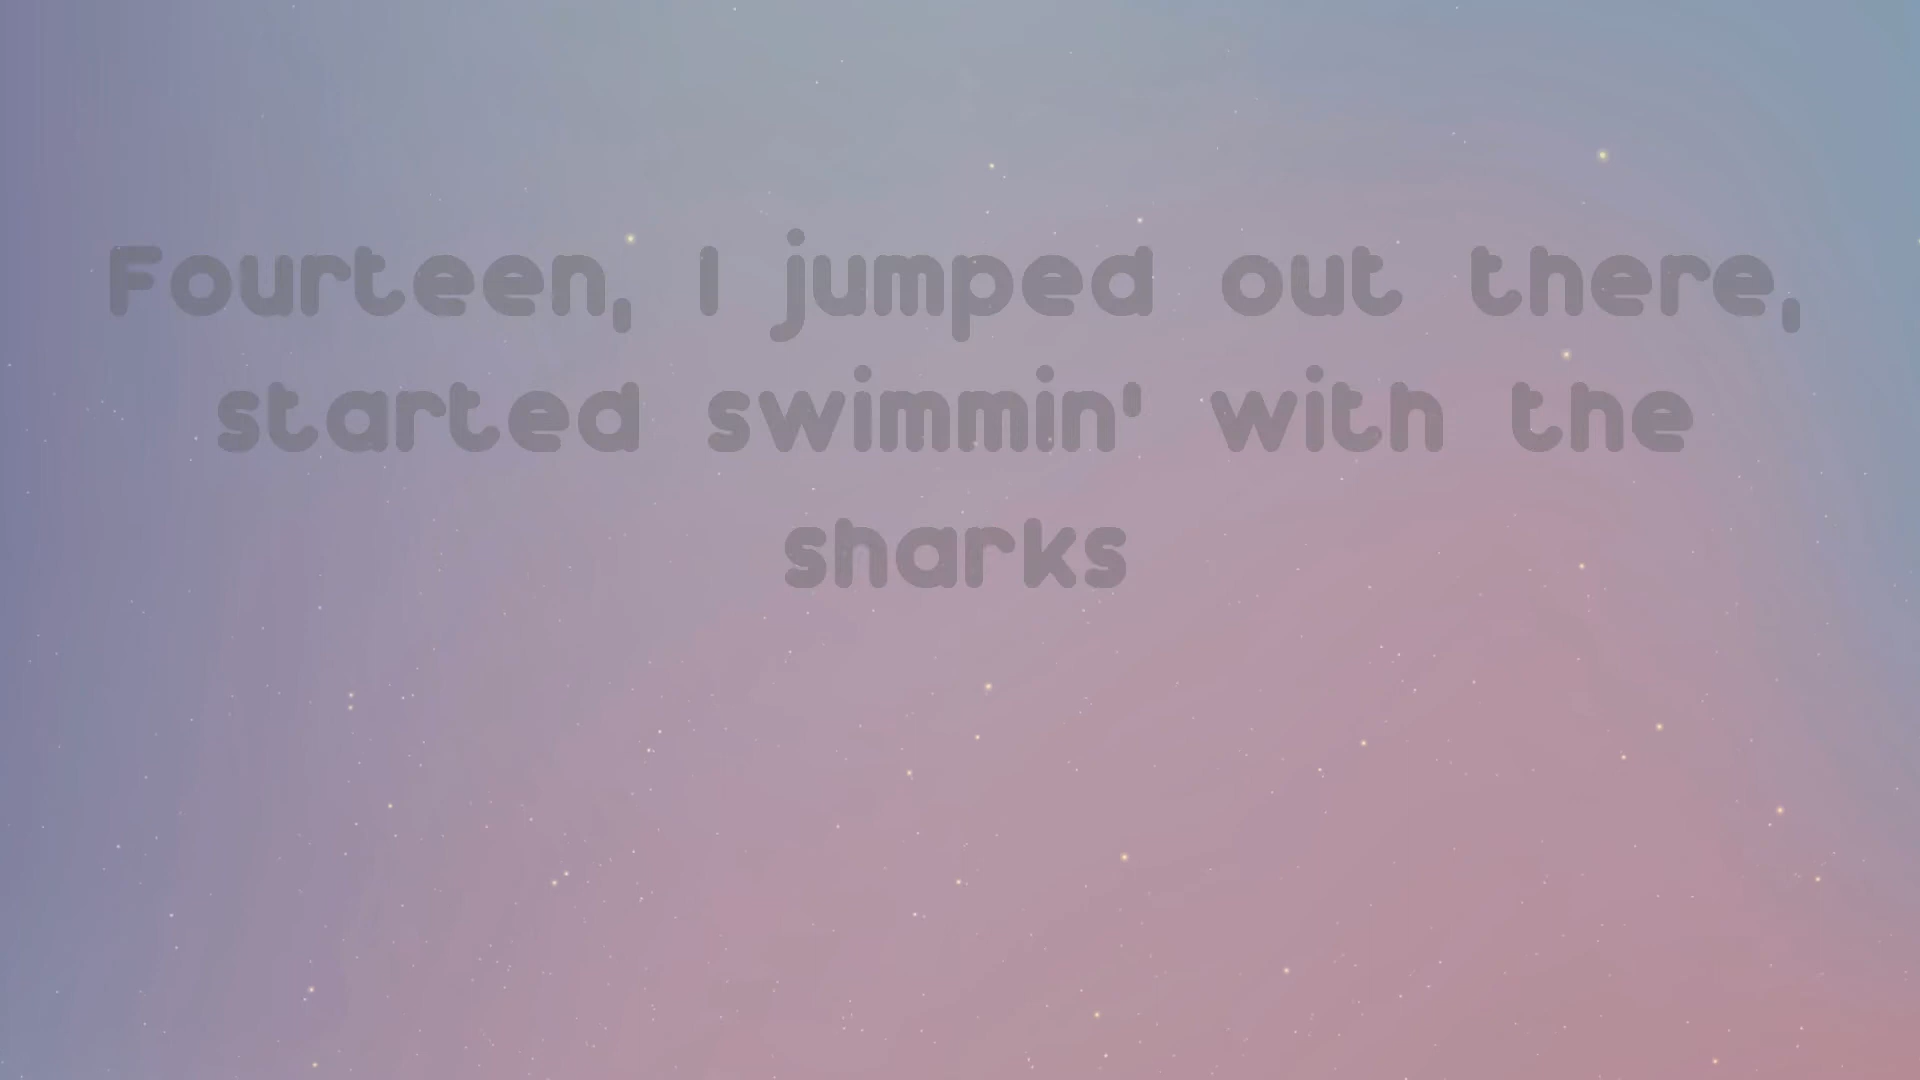 Fourteen, I jumped out there,
started swimmin' with the
sharks